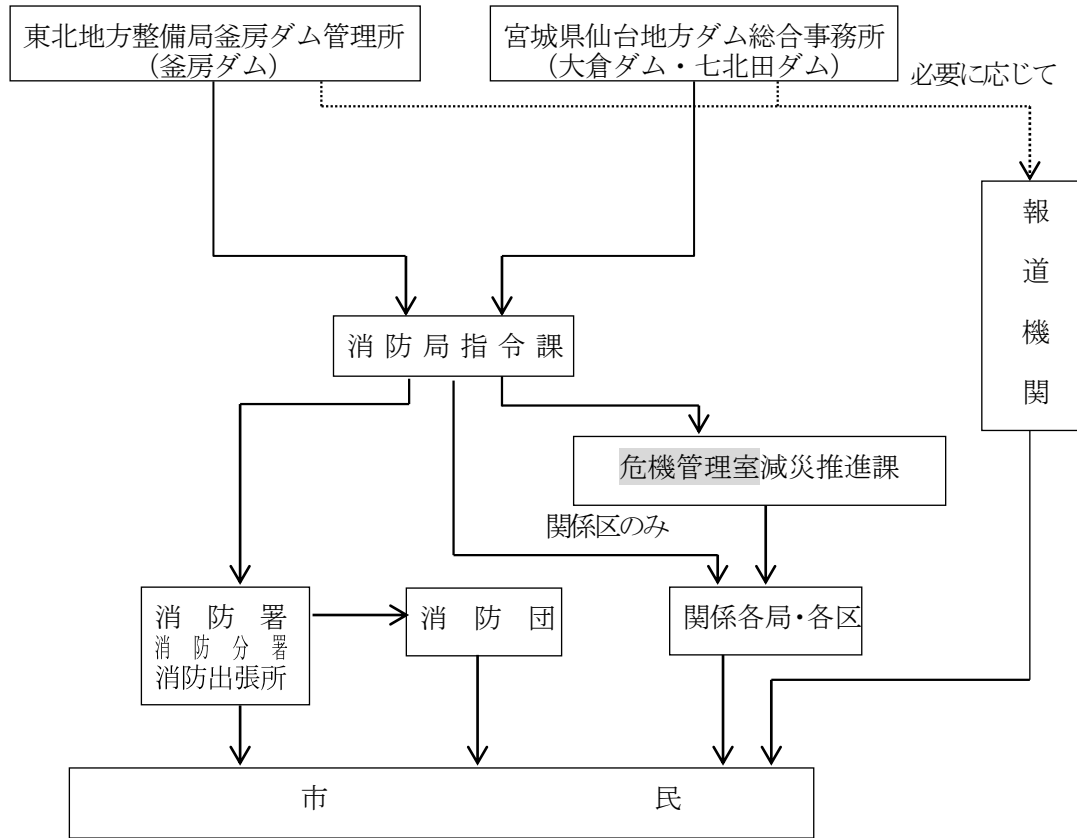 東北地方整備局釜房ダム管理所
(釜房ダム)
宮城県仙台地方ダム総合事務所
(大倉ダム・七北田ダム)
必要に応じて
報道機関
消防局指令課
危機管理室減災推進課
関係区のみ
消防署
消防分署
消防出張所
消防団
関係各局・各区
市民